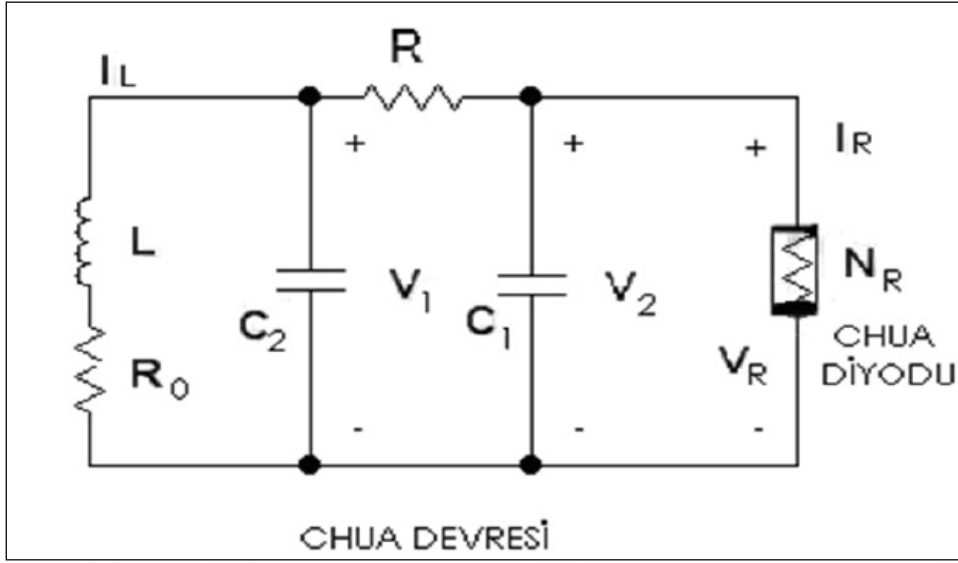 R
IL
IR
+
+
+
L
V1
V2
NR
C2
C1
R0
VR
CHUA
DİYODU
-
-
-
CHUA DEVRESİ